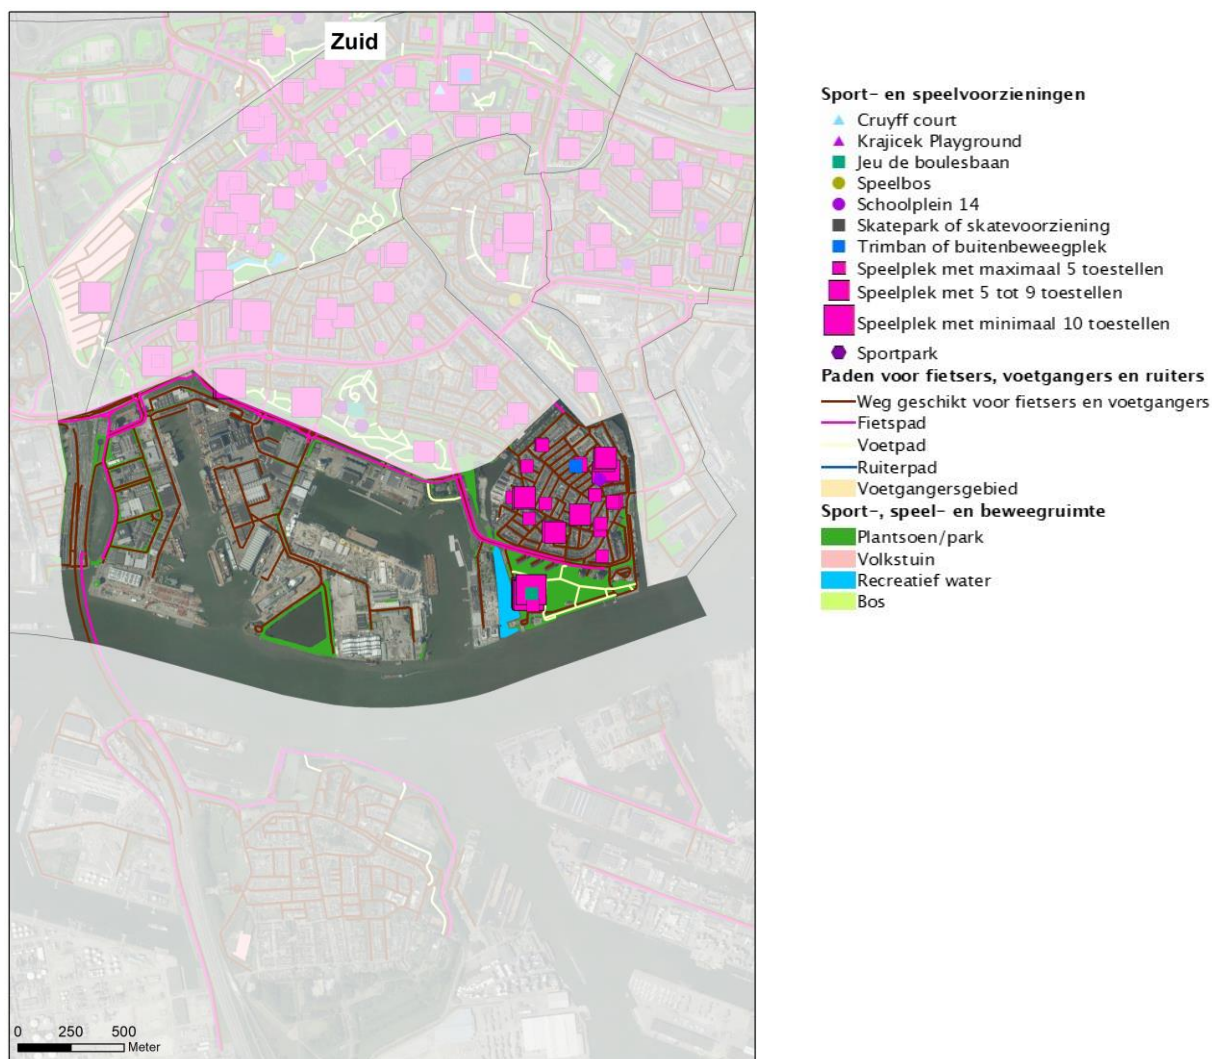 Zuid
0 250 500
Meter
Sport- en speelvoorzieningen
Cruyff court
Krajicek Playground
Jeu de boulesbaan
Speelbos
Schoolplein 14
Skatepark of skatevoorziening
Trimban of buitenbeweegplek
Speelplek met maximaal 5 toestellen
Speelplek met 5 tot 9 toestellen
Speelplek met minimaal 10 toestellen
Sportpark
Paden voor fietsers, voetgangers en ruiters
Weg geschikt voor fietsers en voetgangers
Fietspad
Voetpad
Ruiterpad
Voetgangersgebied
Sport-, speel- en beweegruimte
Plantsoen/park
Volkstuin
Recreatief water
Bos